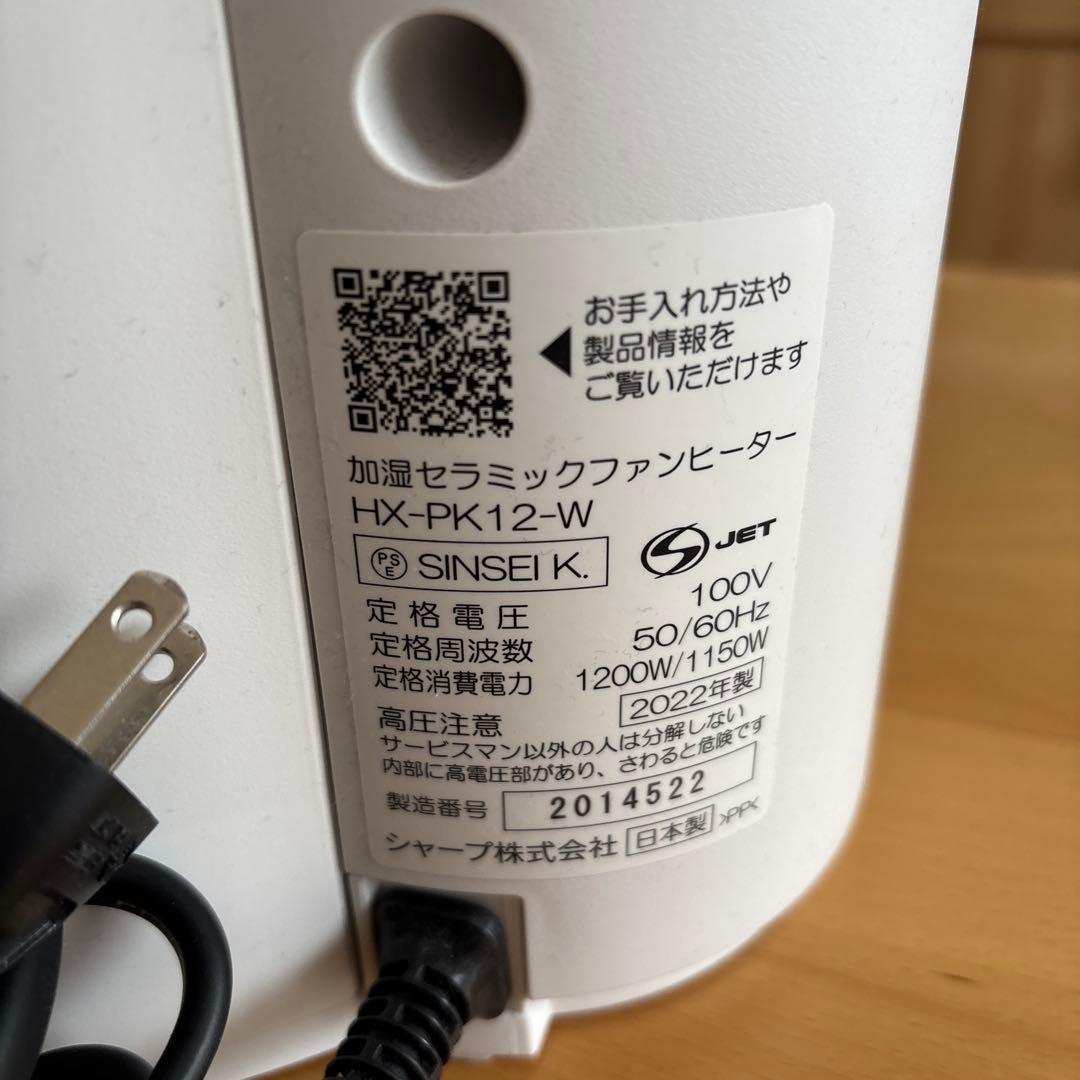 お手入れ方法や
製品情報を
ご覧いただけます
加湿セラミックファンヒーター
HX-PK12-W
PSE SINSEI K.
S JET
定格電圧 100V
定格周波数 50/60Hz
定格消費電力 1200W/1150W
2022年製
高圧注意
サービスマン以外の人は分解しない
内部に高電圧部があり、さわると危険です
製造番号 2014522
シャープ株式会社 日本製 >PP<